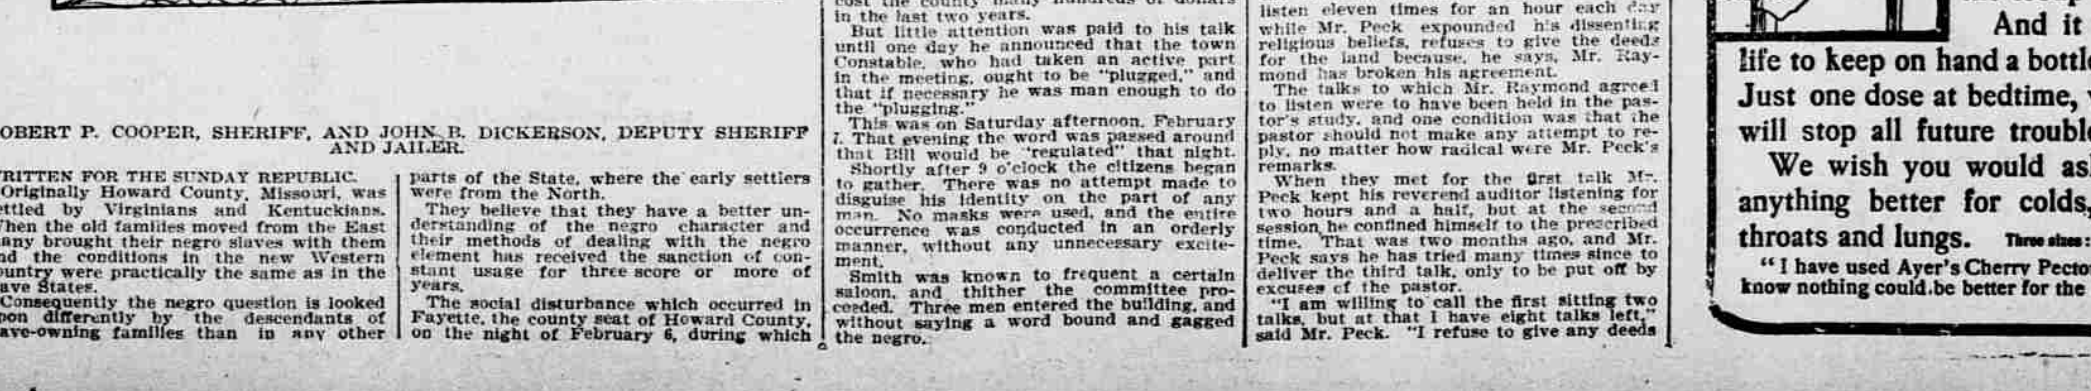 OBERT P. COOPER, SHERIFF, AND JOHN B. DICKERSON, DEPUTY SHERIFF
AND JAILER.
RITTEN FOR THE SUNDAY REPUBLIC.
Originally Howard County, Missouri, was
ettled by Virginians and Kentuckians.
hen the old families moved from the East
any brought their negro slaves with them
nd the conditions in the new Western
ountry were practically the same as in the
ave States.
Consequently the negro question is looked
pon differently by the descendants of
ave-owning families than in any other
parts of the State, where the early settlers
were from the North.
They believe that they have a better un-
derstanding of the negro character and
their methods of dealing with the negro
element has received the sanction of con-
stant usage for three score or more of
years.
The social disturbance which occurred in
Fayette, the county seat of Howard County,
on the night of February 6, during which
cost the county many hundreds of dollars
in the last two years.
But little attention was paid to his talk
until one day he announced that the town
Constable, who had taken an active part
in the meeting, ought to be "plugged," and
that if necessary he was man enough to do
the "plugging."
This was on Saturday afternoon, February
7. That evening the word was passed around
that Bill would be "regulated" that night.
Shortly after 9 o'clock the citizens began
to gather. There was no attempt made to
disguise his identity on the part of any
man. No masks were used, and the entire
occurrence was conducted in an orderly
manner, without any unnecessary excite-
ment.
Smith was known to frequent a certain
saloon, and thither the committee pro-
ceeded. Three men entered the building, and
without saying a word bound and gagged
the negro.
listen eleven times for an hour each day
while Mr. Peck expounded his dissenting
religious beliefs, refuses to give the deeds
for the land because, he says, Mr. Ray-
mond has broken his agreement.
The talks to which Mr. Raymond agreed
to listen were to have been held in the pas-
tor's study, and one condition was that the
pastor should not make any attempt to re-
ply, no matter how radical were Mr. Peck's
remarks.
When they met for the first talk Mr.
Peck kept his reverend auditor listening for
two hours and a half, but at the second
session he confined himself to the prescribed
time. That was two months ago, and Mr.
Peck says he has tried many times since to
deliver the third talk, only to be put off by
excuses of the pastor.
"I am willing to call the first sitting two
talks, but at that I have eight talks left,"
said Mr. Peck. "I refuse to give any deeds
And it
life to keep on hand a bottle
Just one dose at bedtime,
will stop all future trouble
We wish you would as
anything better for colds,
throats and lungs. Three sizes:
"I have used Ayer's Cherry Pecto
know nothing could be better for the